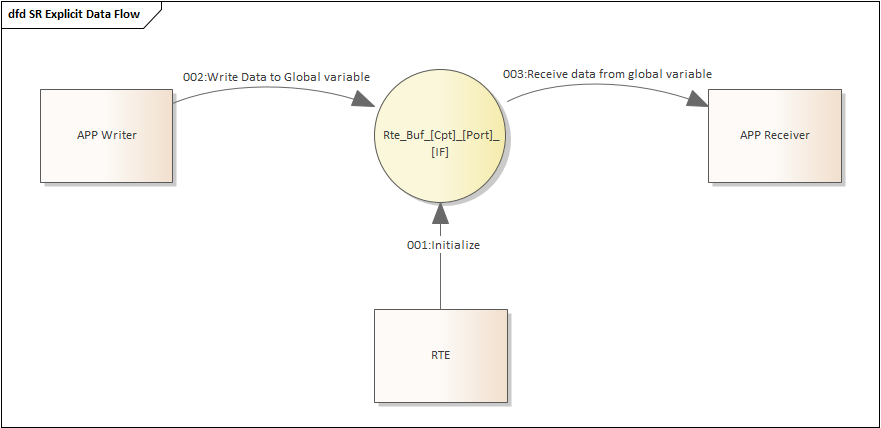 dfd SR Explicit Data Flow
002:Write Data to Global variable
003:Receive data from global variable
APP Writer
Rte_Buf_[Cpt]_[Port]_
[IF]
APP Receiver
001:Initialize
RTE